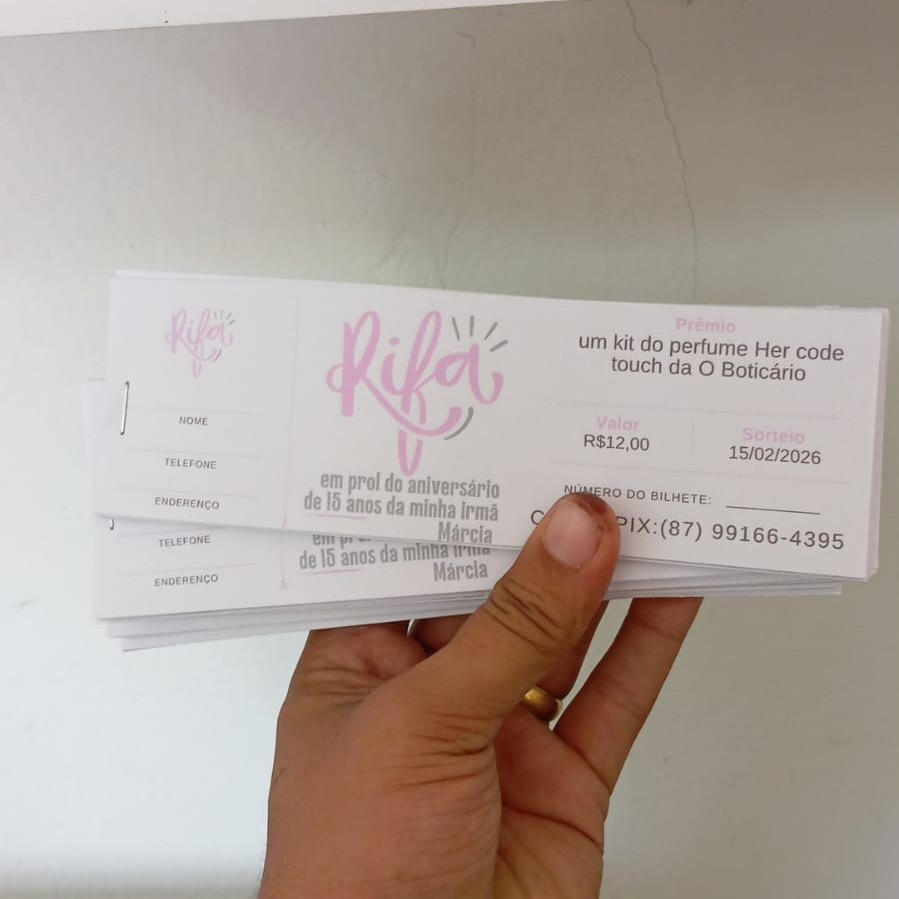 Rifa
NOME
TELEFONE
ENDEREÇO
Rifa
em prol do aniversário
de 15 anos da minha irmã
Márcia
Prêmio
um kit do perfume Her code
touch da O Boticário
Valor
R$12,00
Sorteio
15/02/2026
NÚMERO DO BILHETE:
PIX:(87) 99166-4395
TELEFONE
ENDEREÇO
de 15 anos da minha irmã
Márcia